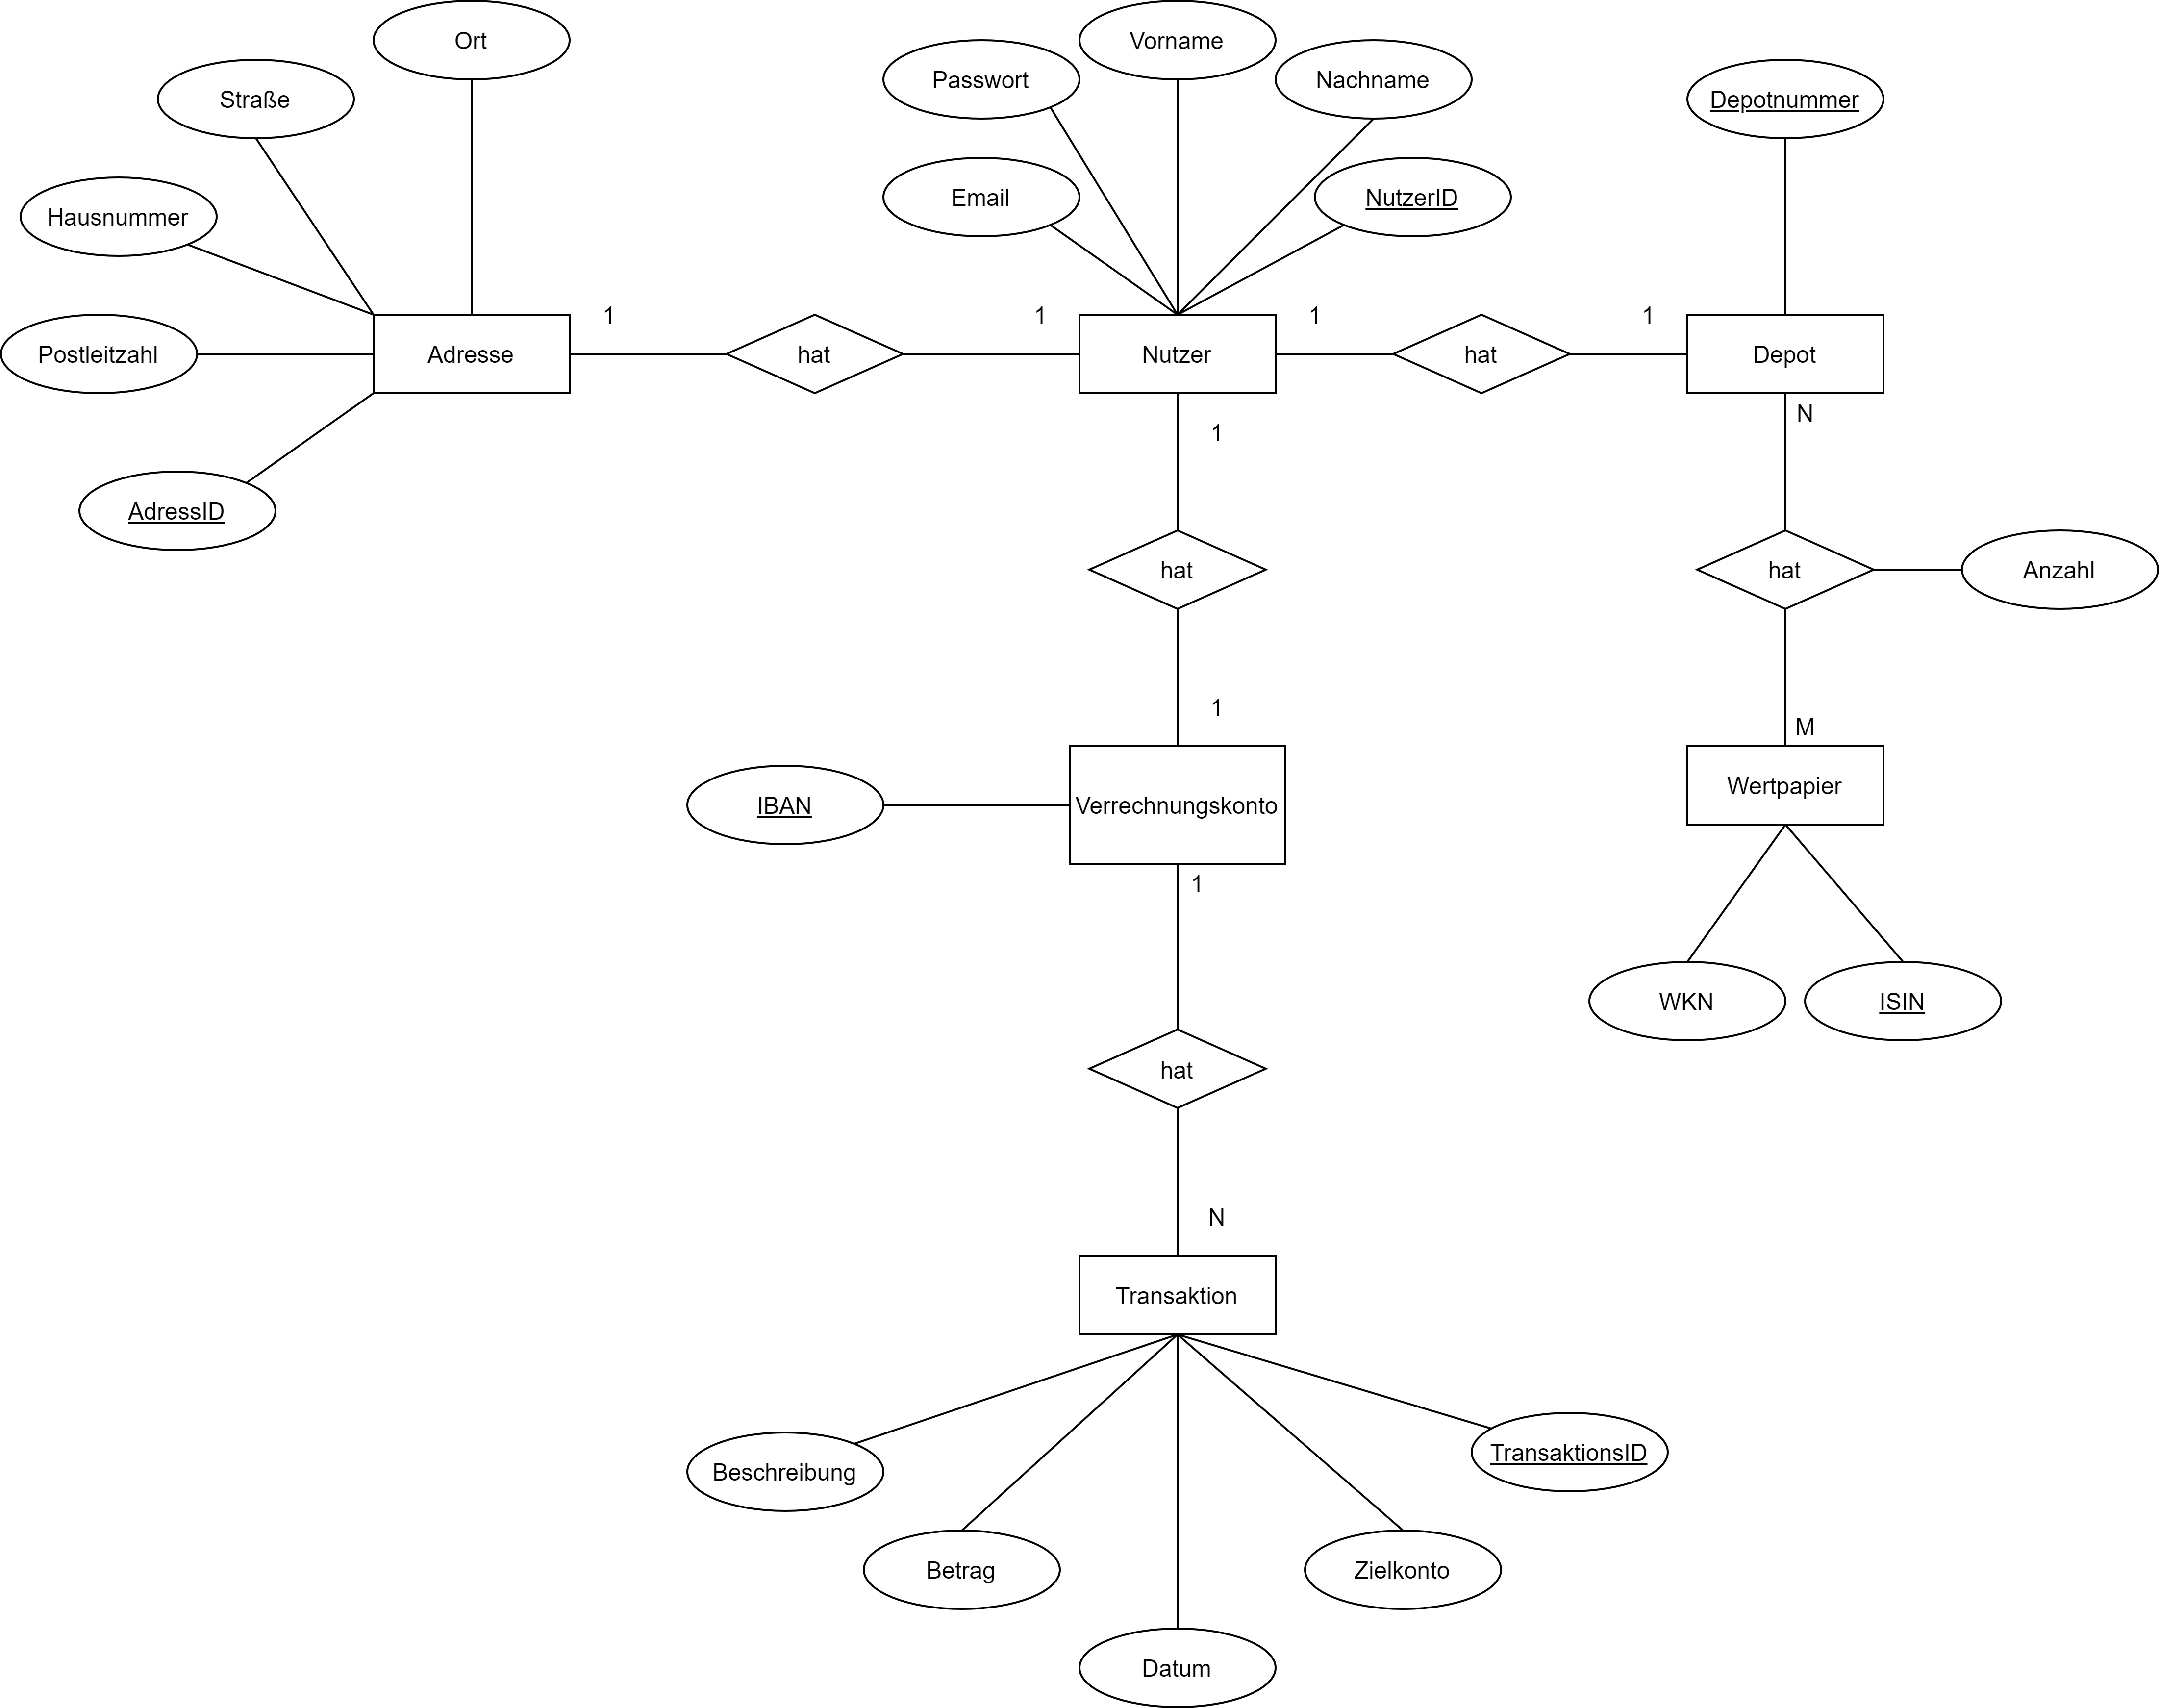 Ort
Vorname
Passwort
Nachname
Straße
Depotnummer
Hausnummer
Email
NutzerID
1
1
1
1
Postleitzahl
Adresse
hat
Nutzer
hat
Depot
N
1
AdressID
hat
hat
Anzahl
1
M
IBAN
Verrechnungskonto
Wertpapier
1
WKN
ISIN
hat
N
Transaktion
TransaktionsID
Beschreibung
Betrag
Zielkonto
Datum